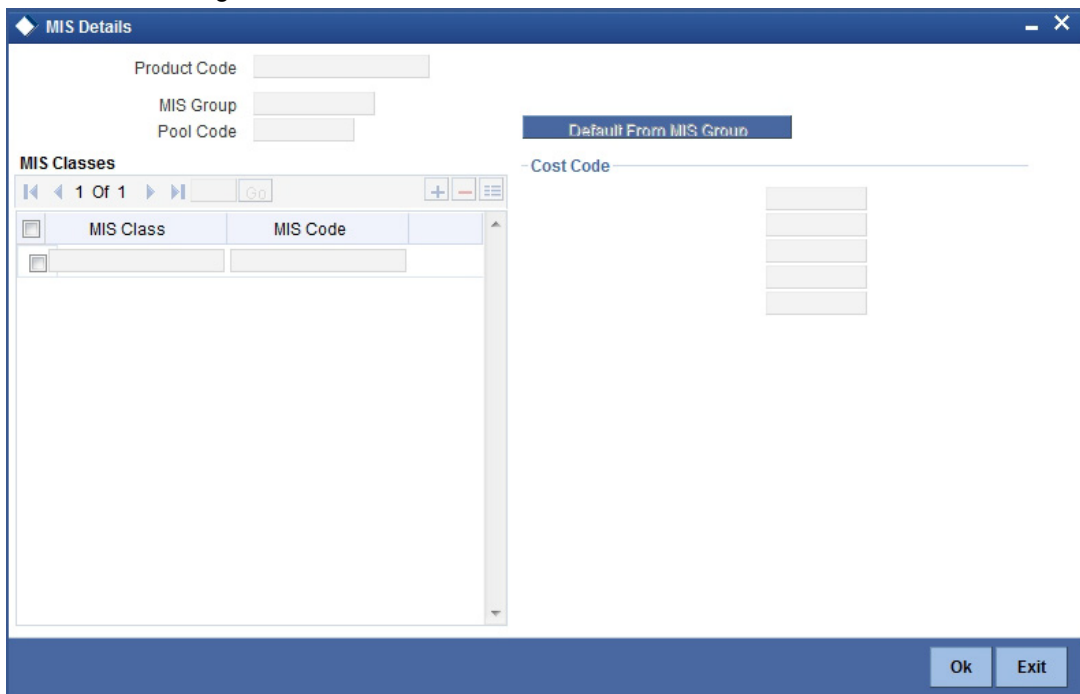 MIS Details
Product Code
MIS Group
Pool Code
Default From MIS Group
MIS Classes
Cost Code
1 Of 1 Go
MIS Class MIS Code
Ok Exit